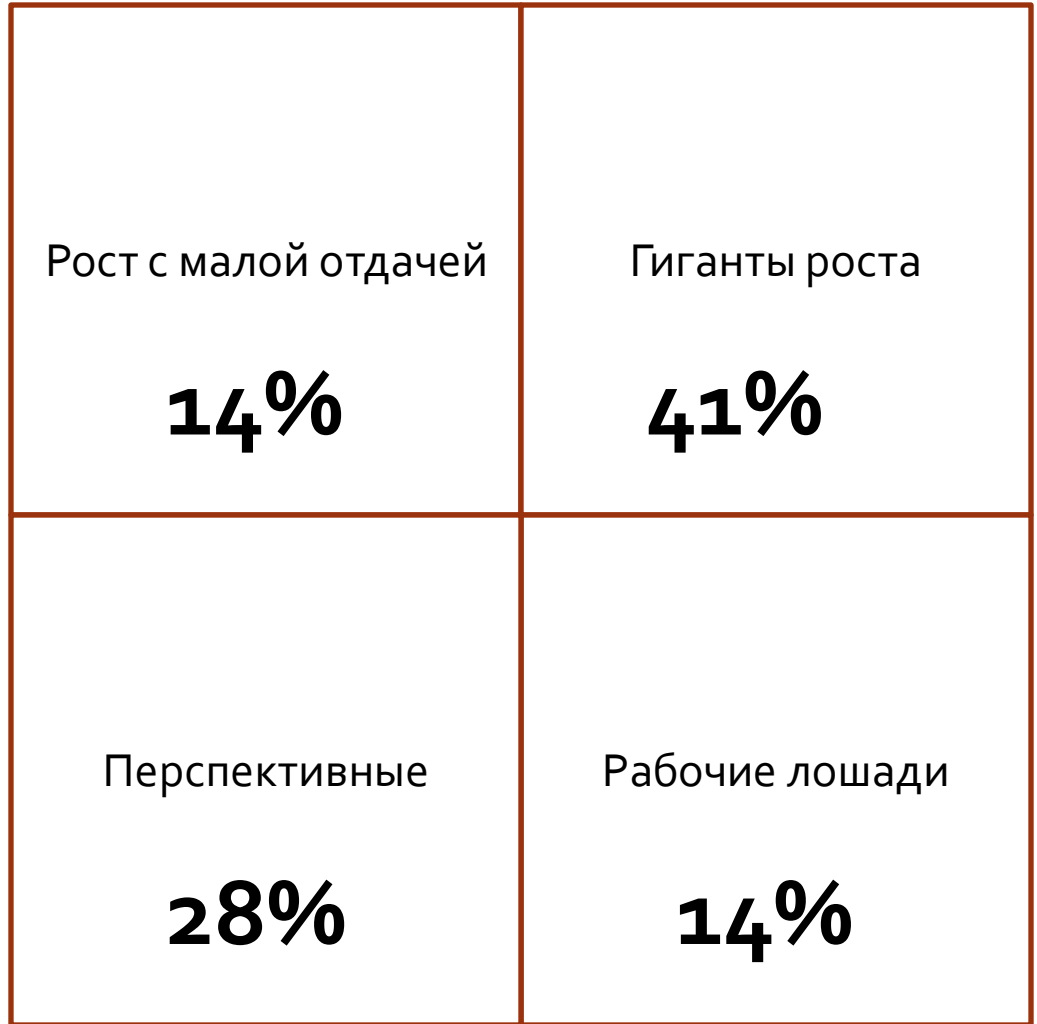 Рост с малой отдачей
14%
Гиганты роста
41%
Перспективные
28%
Рабочие лошади
14%